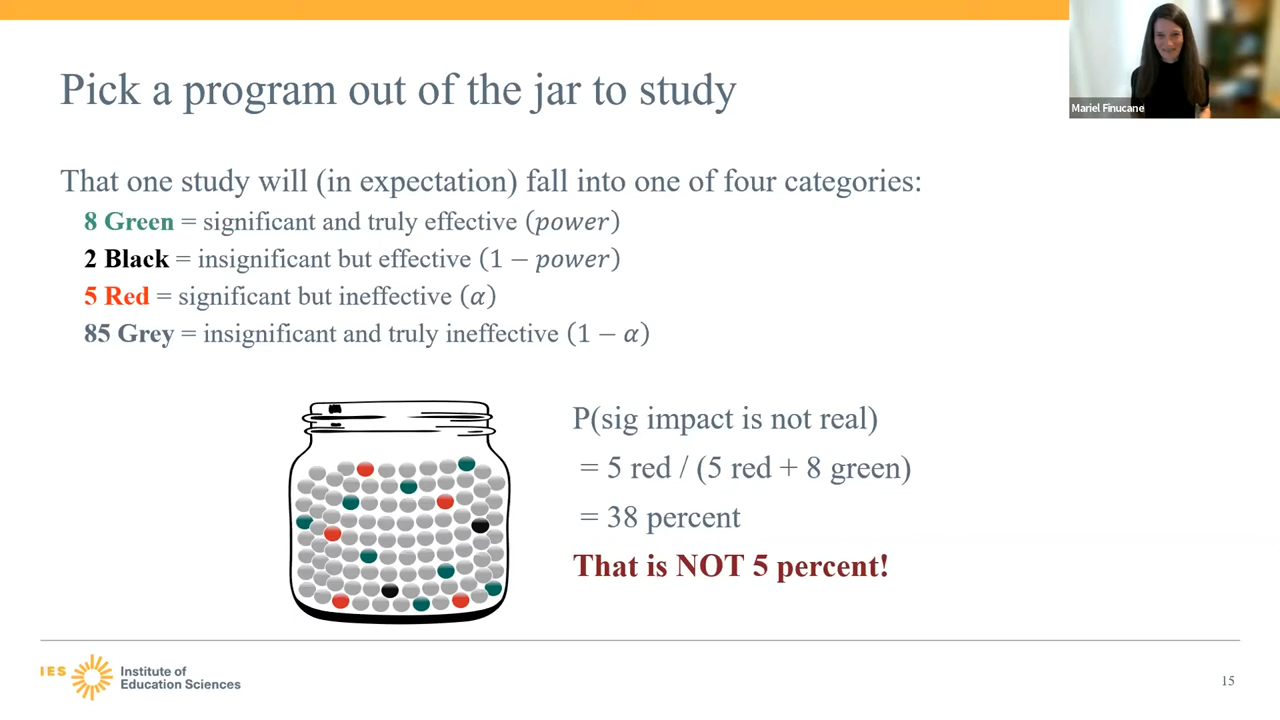 Mariel Finucane
Pick a program out of the jar to study
That one study will (in expectation) fall into one of four categories:
8 Green = significant and truly effective (𝑝𝑜𝑤𝑒𝑟)
2 Black = insignificant but effective (1 − 𝑝𝑜𝑤𝑒𝑟)
5 Red = significant but ineffective (𝛼)
85 Grey = insignificant and truly ineffective (1 − 𝛼)
P(sig impact is not real)
= 5 red / (5 red + 8 green)
= 38 percent
That is NOT 5 percent!
IES Institute of
Education Sciences
15